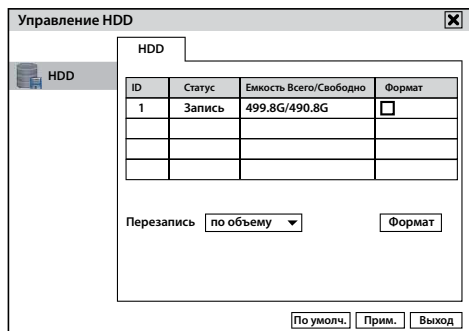 Управление HDD
HDD
HDD
ID Статус Емкость Всего/Свободно Формат
1 Запись 499.8G/490.8G
Перезапись по объему Формат
По умолч. Прим. Выход